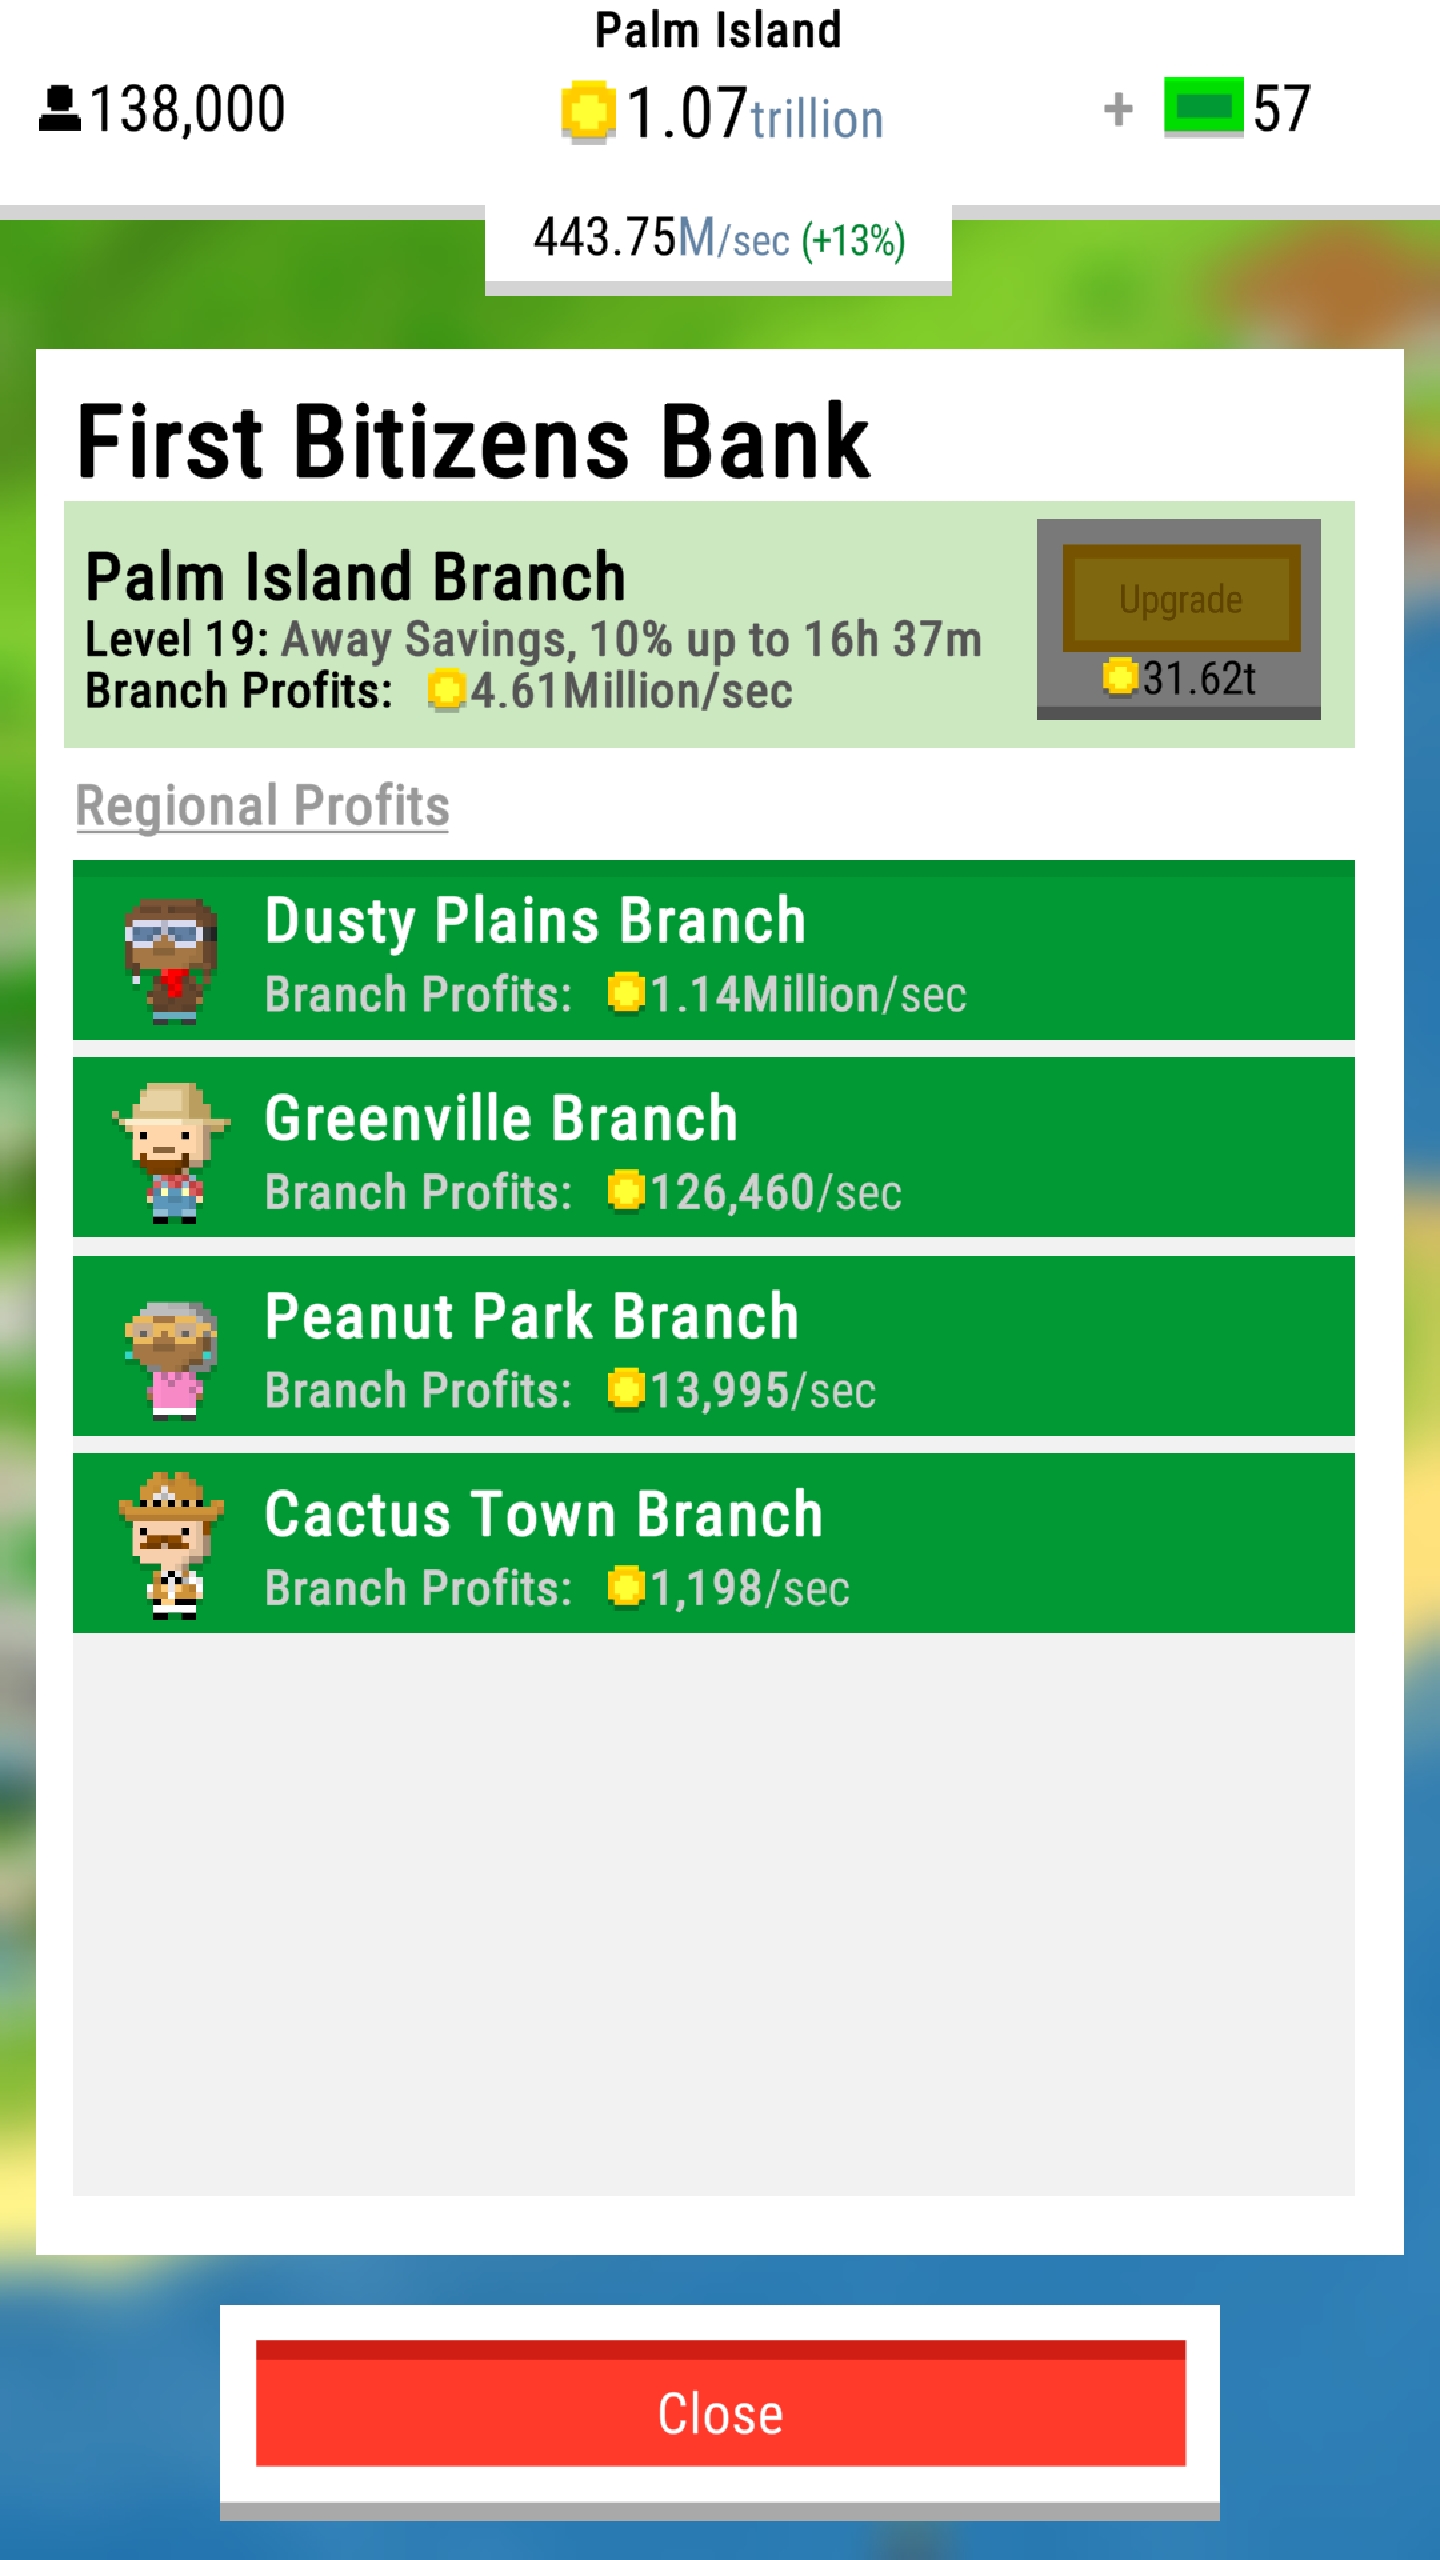 Palm Island
138,000
1.07trillion
+ 57
443.75M/sec (+13%)
First Bitizens Bank
Palm Island Branch
Level 19: Away Savings, 10% up to 16h 37m
Branch Profits: 4.61Million/sec
Upgrade
31.62t
Regional Profits
Dusty Plains Branch
Branch Profits: 1.14Million/sec
Greenville Branch
Branch Profits: 126,460/sec
Peanut Park Branch
Branch Profits: 13,995/sec
Cactus Town Branch
Branch Profits: 1,198/sec
Close